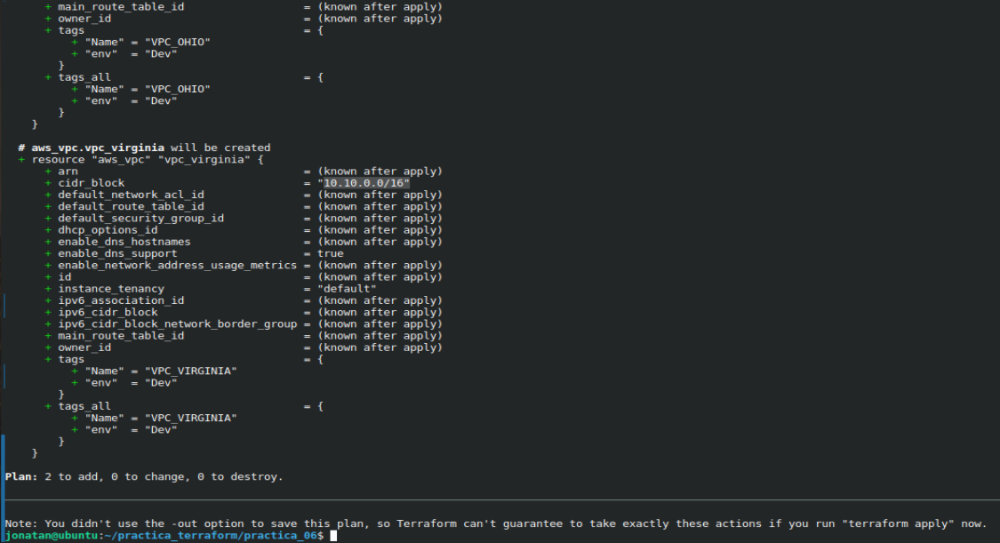 + main_route_table_id = (known after apply)
+ owner_id = (known after apply)
+ tags = {
+ "Name" = "VPC_OHIO"
+ "env" = "Dev"
}
+ tags_all = {
+ "Name" = "VPC_OHIO"
+ "env" = "Dev"
}
}
# aws_vpc.vpc_virginia will be created
+ resource "aws_vpc" "vpc_virginia" {
+ arn = (known after apply)
+ cidr_block = "10.10.0.0/16"
+ default_network_acl_id = (known after apply)
+ default_route_table_id = (known after apply)
+ default_security_group_id = (known after apply)
+ dhcp_options_id = (known after apply)
+ enable_dns_hostnames = (known after apply)
+ enable_dns_support = true
+ enable_network_address_usage_metrics = (known after apply)
+ id = (known after apply)
+ instance_tenancy = "default"
+ ipv6_association_id = (known after apply)
+ ipv6_cidr_block = (known after apply)
+ ipv6_cidr_block_network_border_group = (known after apply)
+ main_route_table_id = (known after apply)
+ owner_id = (known after apply)
+ tags = {
+ "Name" = "VPC_VIRGINIA"
+ "env" = "Dev"
}
+ tags_all = {
+ "Name" = "VPC_VIRGINIA"
+ "env" = "Dev"
}
}
Plan: 2 to add, 0 to change, 0 to destroy.
Note: You didn't use the -out option to save this plan, so Terraform can't guarantee to take exactly these actions if you run "terraform apply" now.
jonatan@ubuntu:~/practica_terraform/practica_06$